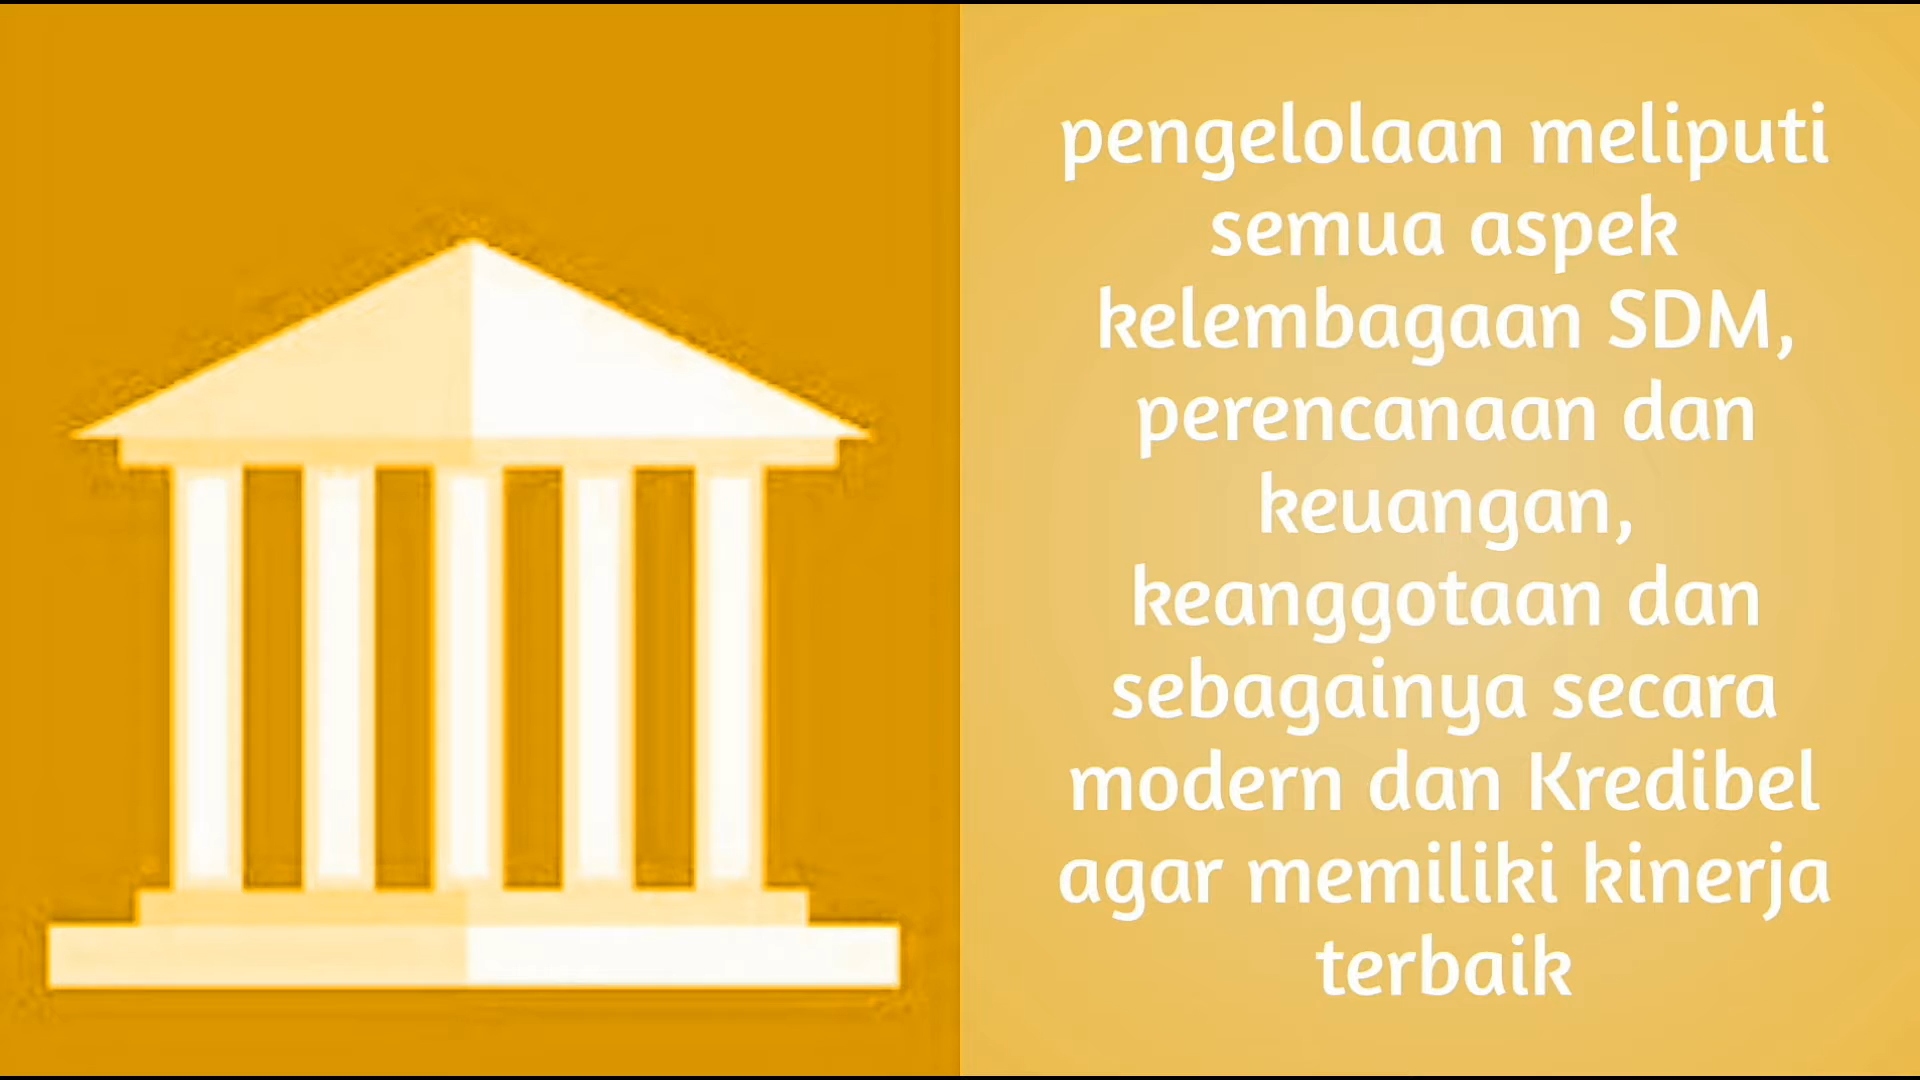 pengelolaan meliputi
semua aspek
kelembagaan SDM,
perencanaan dan
keuangan,
keanggotaan dan
sebagainya secara
modern dan Kredibel
agar memiliki kinerja
terbaik